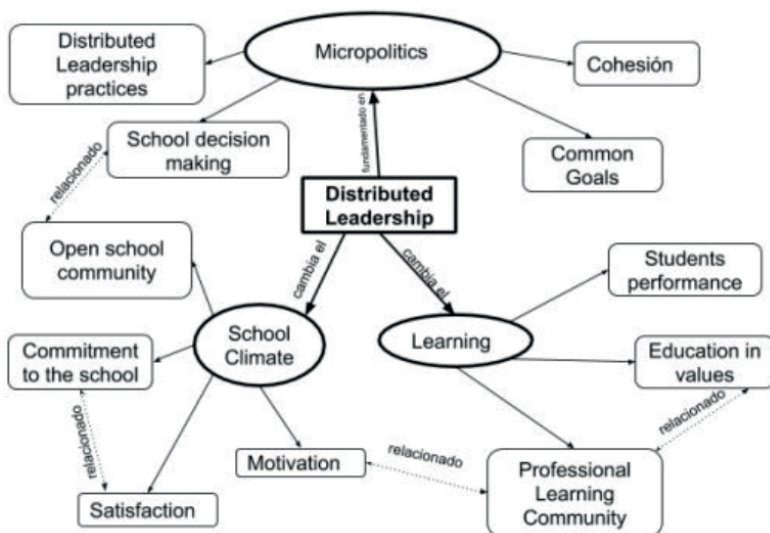 Distributed
Leadership
practices
Micropolitics
Cohesión
School decision
making
fundamentado en
Common
Goals
relacionado
Distributed
Leadership
Open school
community
cambia el
cambia el
Students
performance
School
Climate
Learning
Commitment
to the school
Education in
values
relacionado
Motivation
relacionado
relacionado
Professional
Learning
Community
Satisfaction